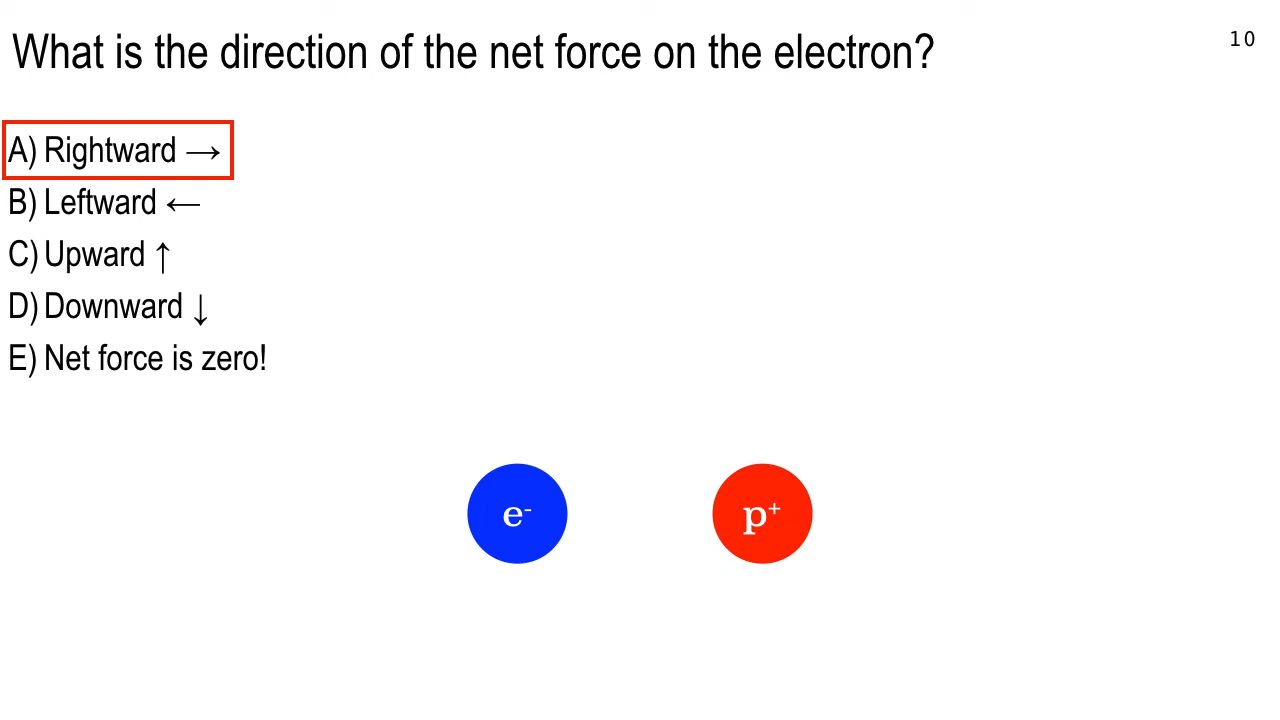 What is the direction of the net force on the electron?
10
A) Rightward →
B) Leftward ←
C) Upward ↑
D) Downward ↓
E) Net force is zero!
e⁻ p⁺